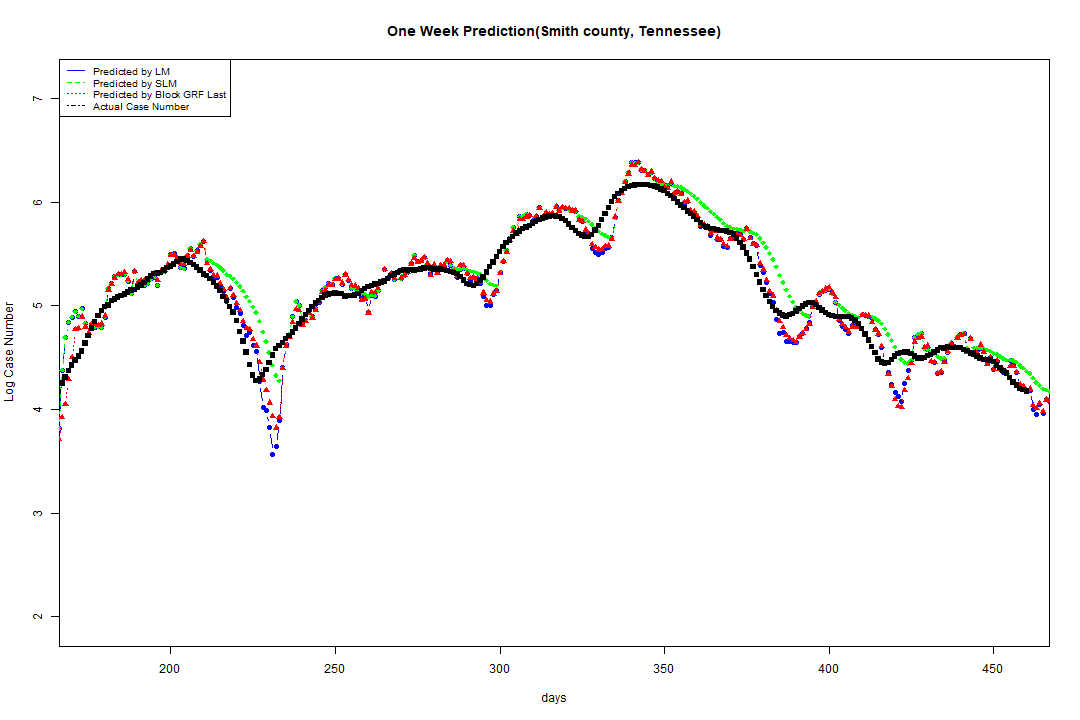 One Week Prediction(Smith county, Tennessee)
Predicted by LM
Predicted by SLM
Predicted by Block GRF Last
Actual Case Number
7
6
5
4
3
2
Log Case Number
200 250 300 350 400 450
days